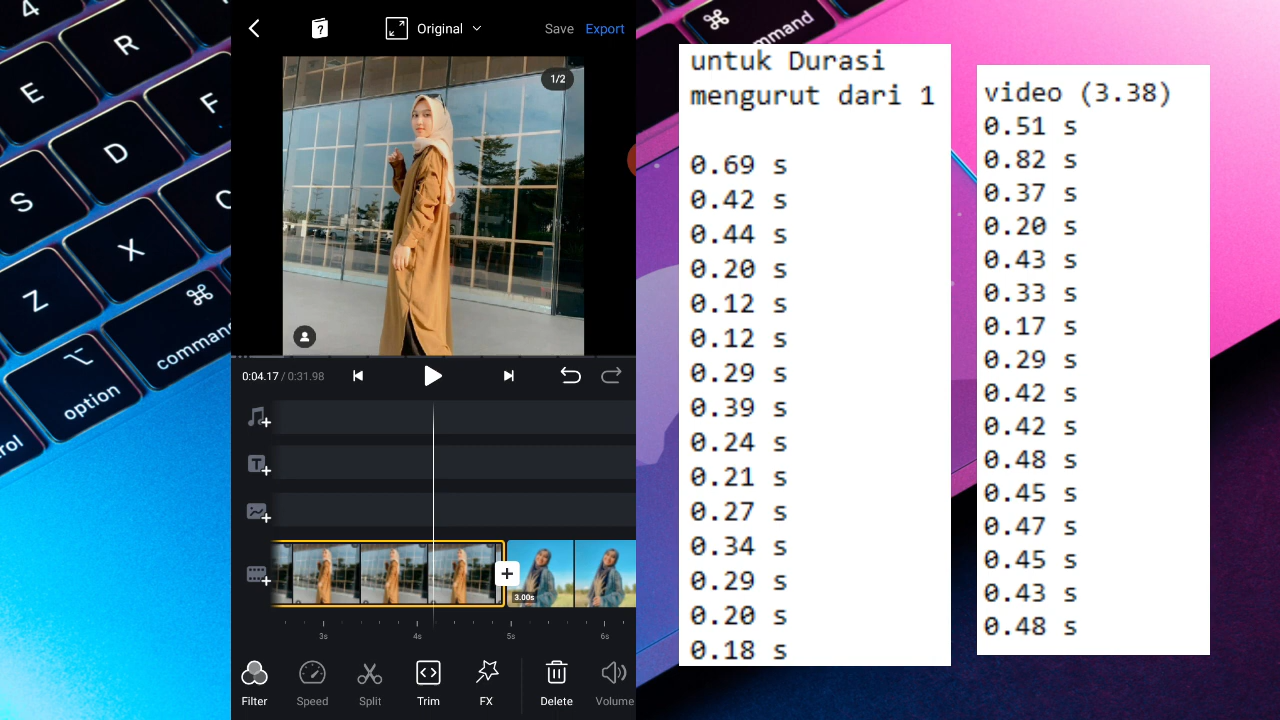 4
R
E
F
D
S
C
X
Z
⌘
command
⌥
option
⌘
?
Original
Save
Export
1/2
0:04.17 / 0:31.98
T
3.00s
3s
4s
5s
6s
Filter
Speed
Split
Trim
FX
Delete
Volume
untuk Durasi
mengurut dari 1
0.69 s
0.42 s
0.44 s
0.20 s
0.12 s
0.12 s
0.29 s
0.39 s
0.24 s
0.21 s
0.27 s
0.34 s
0.29 s
0.20 s
0.18 s
video (3.38)
0.51 s
0.82 s
0.37 s
0.20 s
0.43 s
0.33 s
0.17 s
0.29 s
0.42 s
0.42 s
0.48 s
0.45 s
0.47 s
0.45 s
0.43 s
0.48 s